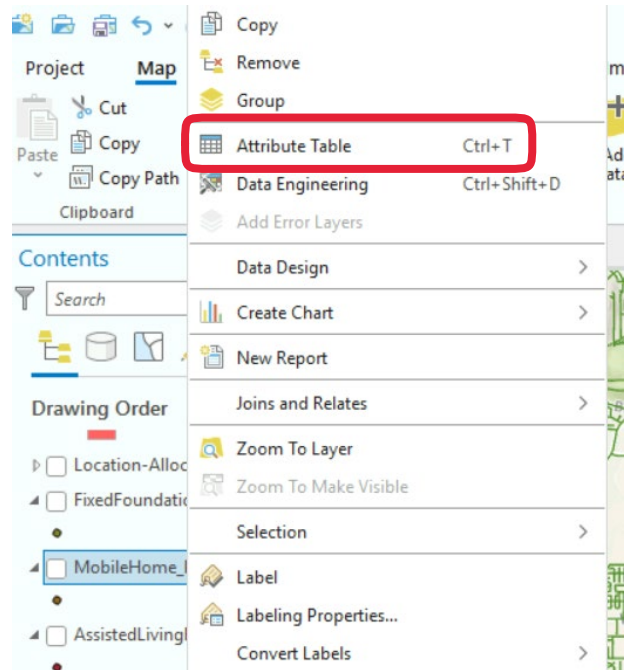 Project
Map
Cut
Copy
Copy Path
Paste
Clipboard
Contents
Search
Drawing Order
Location-Alloc
FixedFoundatio
MobileHome_
AssistedLiving
Copy
Remove
Group
Attribute Table Ctrl+T
Data Engineering Ctrl+Shift+D
Add Error Layers
Data Design
Create Chart
New Report
Joins and Relates
Zoom To Layer
Zoom To Make Visible
Selection
Label
Labeling Properties...
Convert Labels